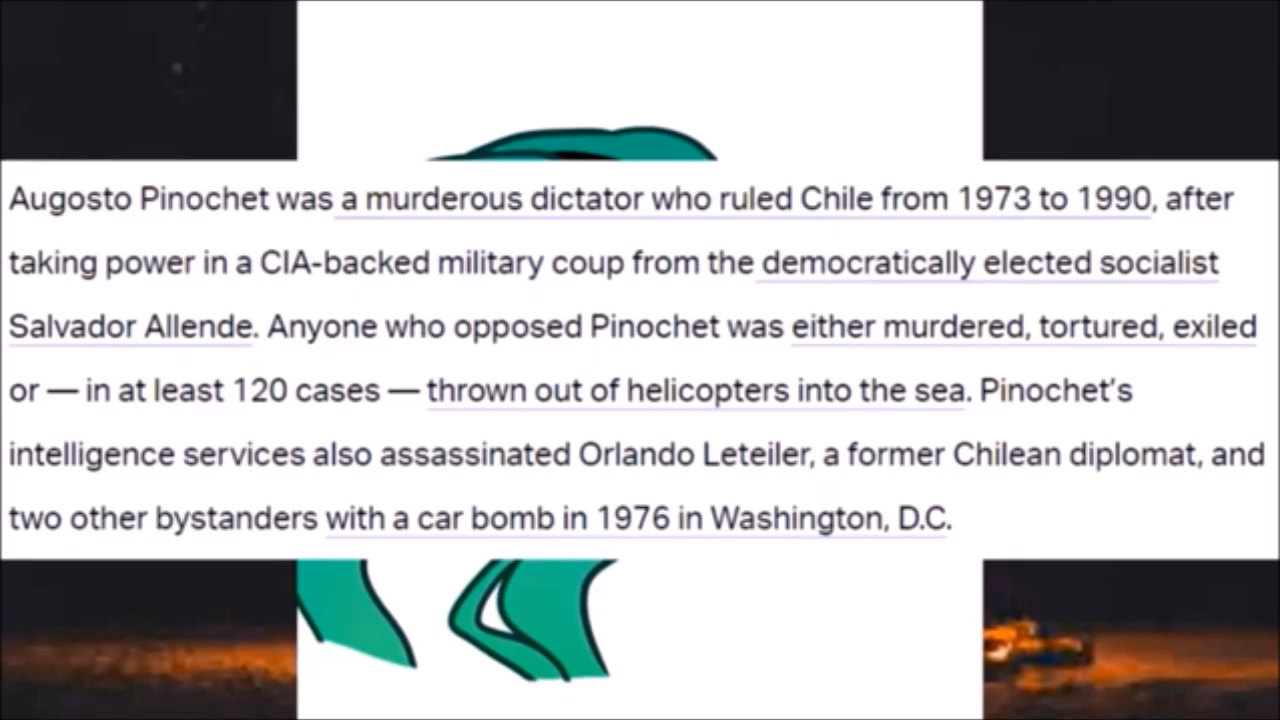 Augosto Pinochet was a murderous dictator who ruled Chile from 1973 to 1990, after
taking power in a CIA-backed military coup from the democratically elected socialist
Salvador Allende. Anyone who opposed Pinochet was either murdered, tortured, exiled
or — in at least 120 cases — thrown out of helicopters into the sea. Pinochet's
intelligence services also assassinated Orlando Leteiler, a former Chilean diplomat, and
two other bystanders with a car bomb in 1976 in Washington, D.C.